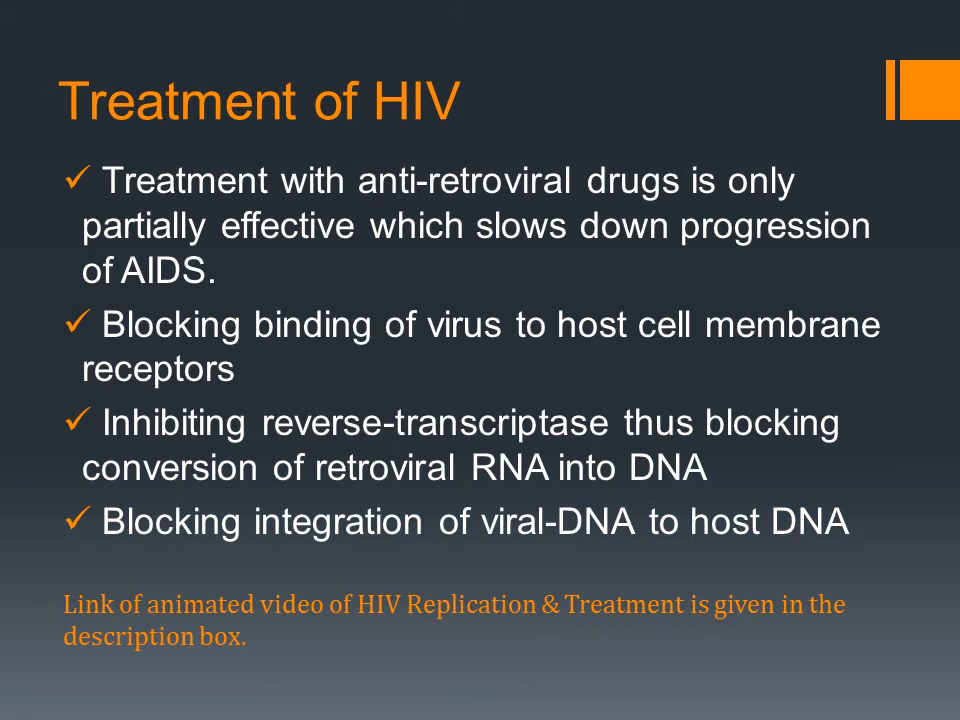 Treatment of HIV
✓ Treatment with anti-retroviral drugs is only
partially effective which slows down progression
of AIDS.
✓ Blocking binding of virus to host cell membrane
receptors
✓ Inhibiting reverse-transcriptase thus blocking
conversion of retroviral RNA into DNA
✓ Blocking integration of viral-DNA to host DNA
Link of animated video of HIV Replication & Treatment is given in the
description box.